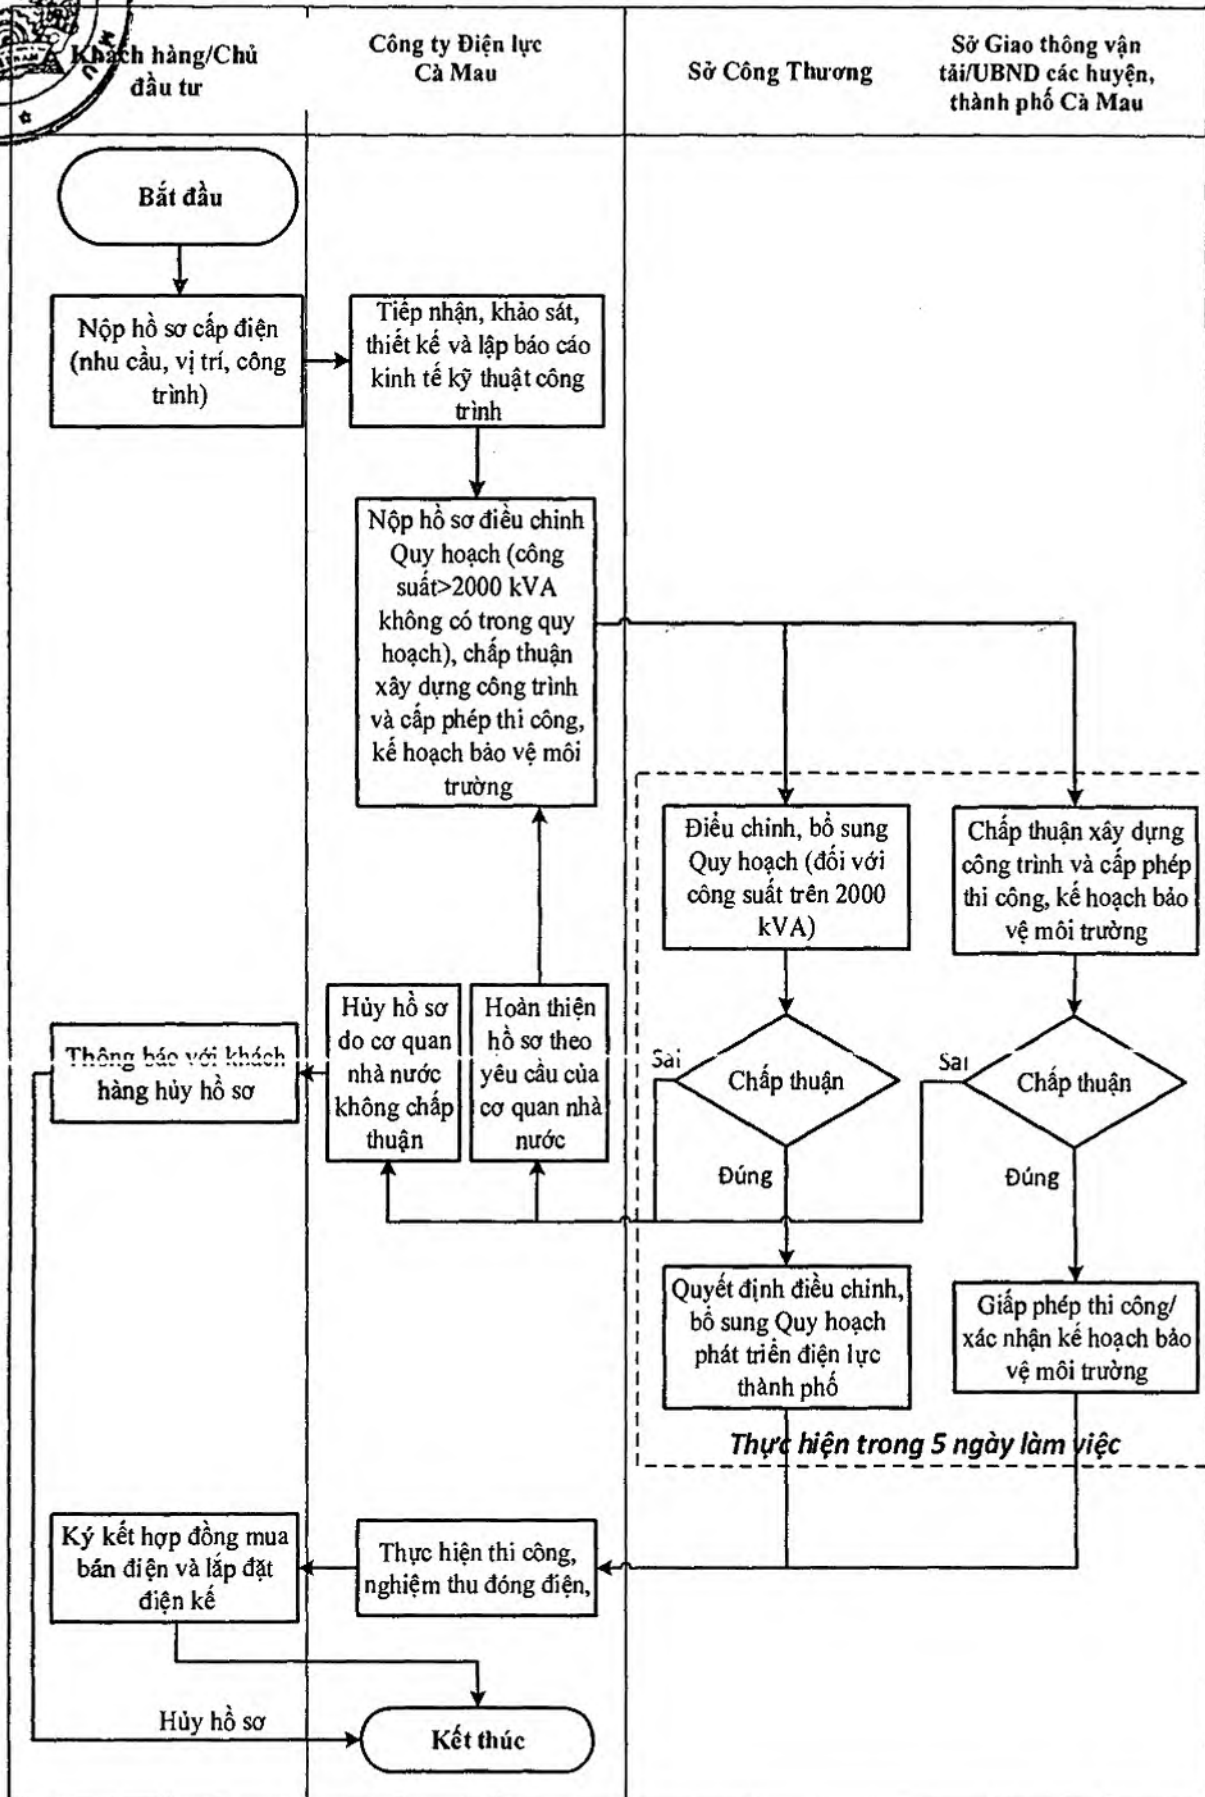 Khách hàng/Chủ
đầu tư
Công ty Điện lực
Cà Mau
Sở Công Thương
Sở Giao thông vận
tải/UBND các huyện,
thành phố Cà Mau
Bắt đầu
Nộp hồ sơ cấp điện
(nhu cầu, vị trí, công
trình)
Tiếp nhận, khảo sát,
thiết kế và lập báo cáo
kinh tế kỹ thuật công
trình
Nộp hồ sơ điều chỉnh
Quy hoạch (công
suất>2000 kVA
không có trong quy
hoạch), chấp thuận
xây dựng công trình
và cấp phép thi công,
kế hoạch bảo vệ môi
trường
Điều chỉnh, bổ sung
Quy hoạch (đối với
công suất trên 2000
kVA)
Chấp thuận xây dựng
công trình và cấp phép
thi công, kế hoạch bảo
vệ môi trường
Thông báo với khách
hàng hủy hồ sơ
Hủy hồ sơ
do cơ quan
nhà nước
không chấp
thuận
Hoàn thiện
hồ sơ theo
yêu cầu của
cơ quan nhà
nước
Sai
Chấp thuận
Sai
Chấp thuận
Đúng
Đúng
Quyết định điều chỉnh,
bổ sung Quy hoạch
phát triển điện lực
thành phố
Giấp phép thi công/
xác nhận kế hoạch bảo
vệ môi trường
Thực hiện trong 5 ngày làm việc
Ký kết hợp đồng mua
bán điện và lắp đặt
điện kế
Thực hiện thi công,
nghiệm thu đóng điện,
Hủy hồ sơ
Kết thúc